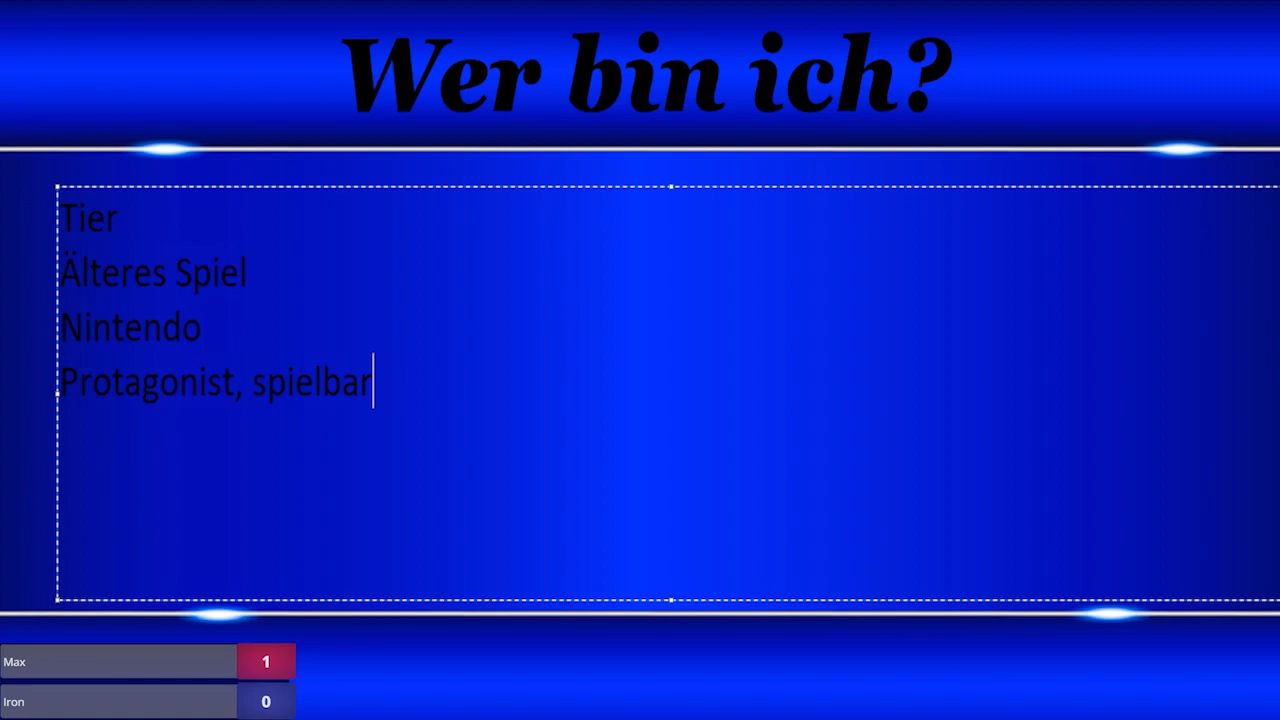 Wer bin ich?
Tier
Älteres Spiel
Nintendo
Protagonist, spielbar
Max 1
Iron 0